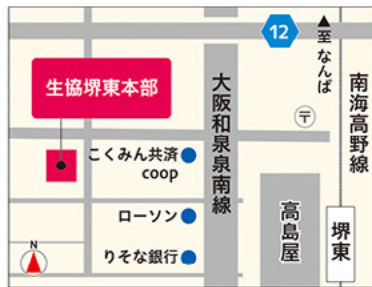 12
▲至 なんば
南海高野線
大阪和泉泉南線
生協堺東本部
〒
こくみん共済
coop
ローソン
りそな銀行
高島屋
堺東
N